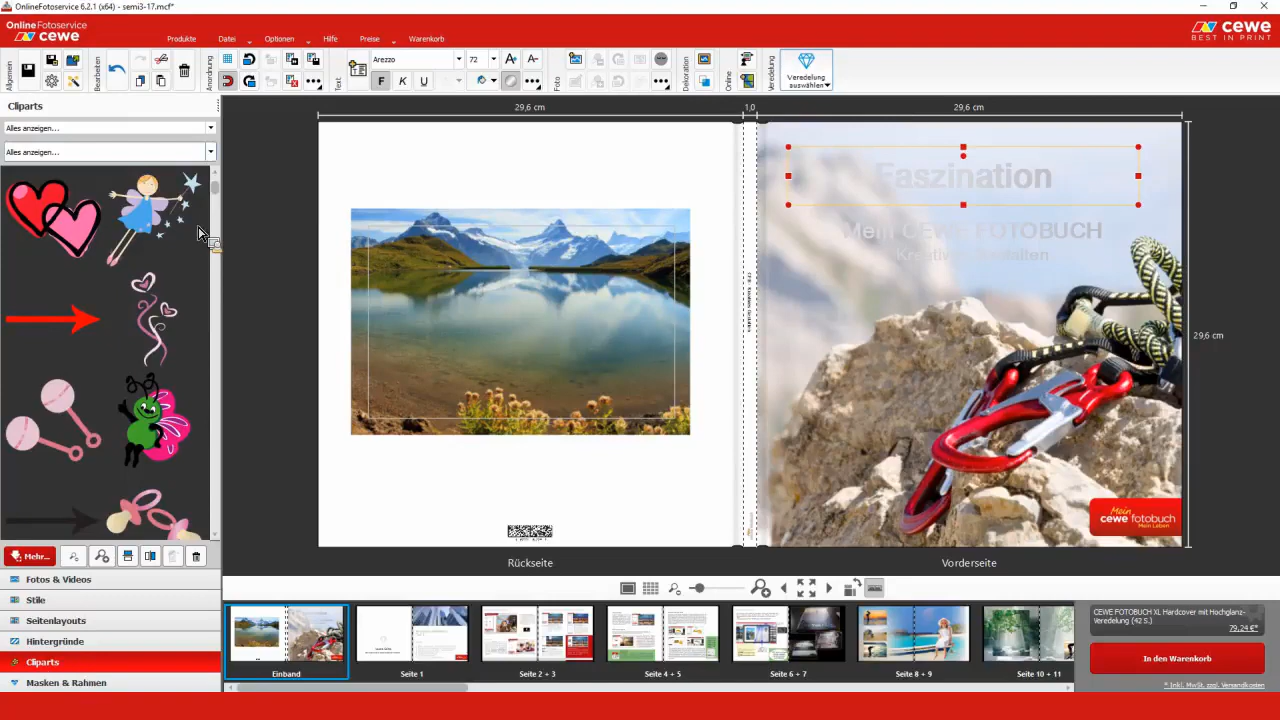 OnlineFotoservice 6.2.1 (x64) - semi3-17.mcf*
OnlineFotoservice
cewe
Produkte
Datei
Optionen
Hilfe
Preise
Warenkorb
cewe
BEST IN PRINT
Allgemein
Bearbeiten
Anordnung
Text
Arezzo
72
A+
A-
F
K
U
Foto
Dekoration
Online
Veredelung
Veredelung
auswählen
Cliparts
Alles anzeigen...
Alles anzeigen...
29,6 cm
1,0
29,6 cm
Faszination
Mein CEWE FOTOBUCH
29,6 cm
Mein
cewe fotobuch
Mein Leben
Rückseite
Vorderseite
Mehr...
Fotos & Videos
Stile
Seitenlayouts
Hintergründe
Cliparts
Masken & Rahmen
Einband
Seite 1
Seite 2 + 3
Seite 4 + 5
Seite 6 + 7
Seite 8 + 9
Seite 10 + 11
CEWE FOTOBUCH XL Hardcover mit Hochglanz-
Veredelung (42 S.)
79,24 €*
In den Warenkorb
* Inkl. MwSt. zzgl. Versandkosten